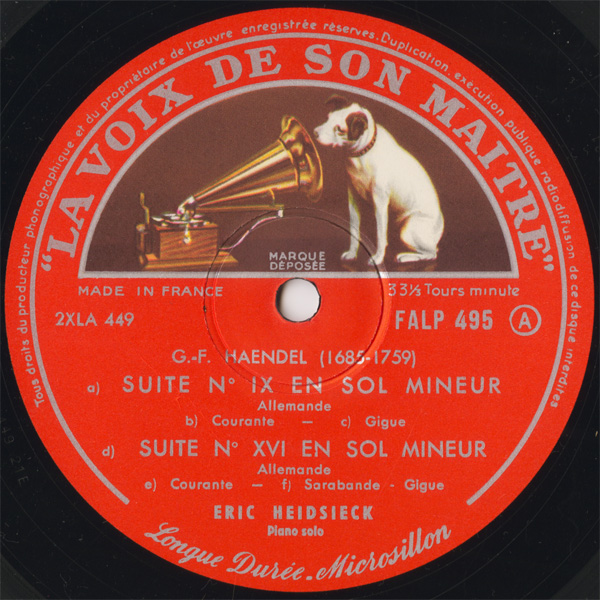 Tous droits du producteur phonographique et du propriétaire de l'œuvre enregistrée réservés. Duplication, exécution publique radiodiffusion de ce disque interdites
"LA VOIX DE SON MAITRE"
MARQUE
DÉPOSÉE
MADE IN FRANCE
33⅓ Tours minute
2XLA 449
FALP 495 A
G.-F. HAENDEL (1685-1759)
a) SUITE N° IX EN SOL MINEUR
Allemande
b) Courante — c) Gigue
d) SUITE N° XVI EN SOL MINEUR
Allemande
e) Courante — f) Sarabande - Gigue
ERIC HEIDSIECK
Piano solo
Longue Durée - Microsillon